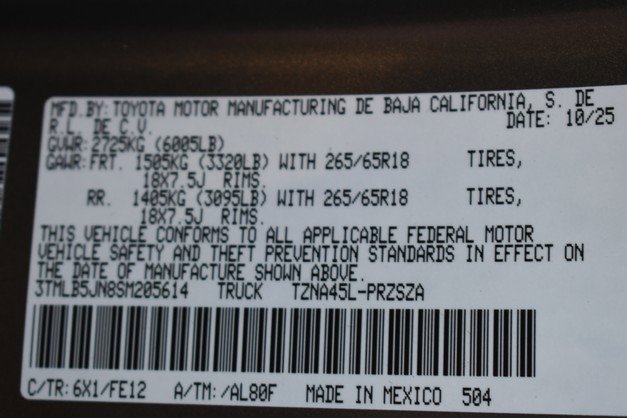 MFD.BY:TOYOTA MOTOR MANUFACTURING DE BAJA CALIFORNIA, S. DE
R.L. DE C.V. DATE: 10/25
GVWR:2725KG (6005LB)
GAWR:FRT. 1505KG (3320LB) WITH 265/65R18 TIRES,
18X7.5J RIMS.
RR. 1405KG (3095LB) WITH 265/65R18 TIRES,
18X7.5J RIMS.
THIS VEHICLE CONFORMS TO ALL APPLICABLE FEDERAL MOTOR
VEHICLE SAFETY AND THEFT PREVENTION STANDARDS IN EFFECT ON
THE DATE OF MANUFACTURE SHOWN ABOVE.
3TMLB5JN8SM205614 TRUCK TZNA45L-PRZSZA
C/TR:6X1/FE12 A/TM:/AL80F MADE IN MEXICO 504